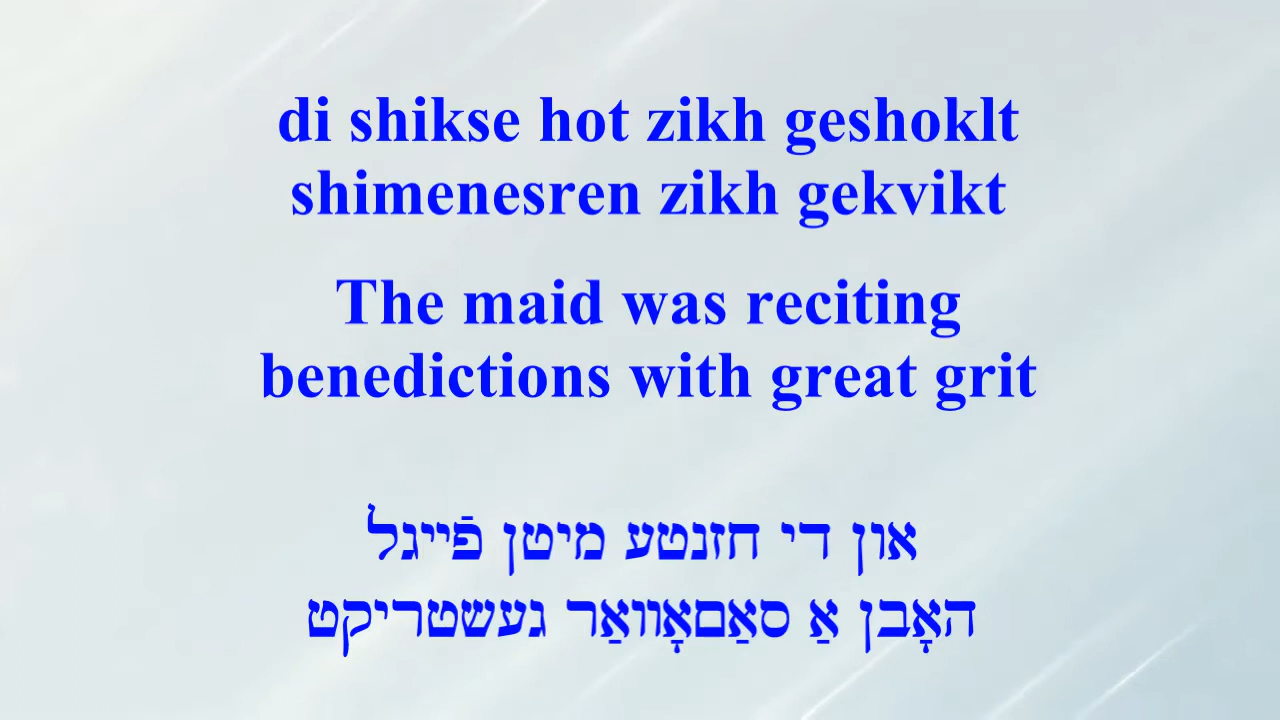 di shikse hot zikh geshoklt
shimenesren zikh gekvikt
The maid was reciting
benedictions with great grit
און די חזנטע מיטן פֿייגל
האָבן אַ סאַםאָוואַר געשטריקט